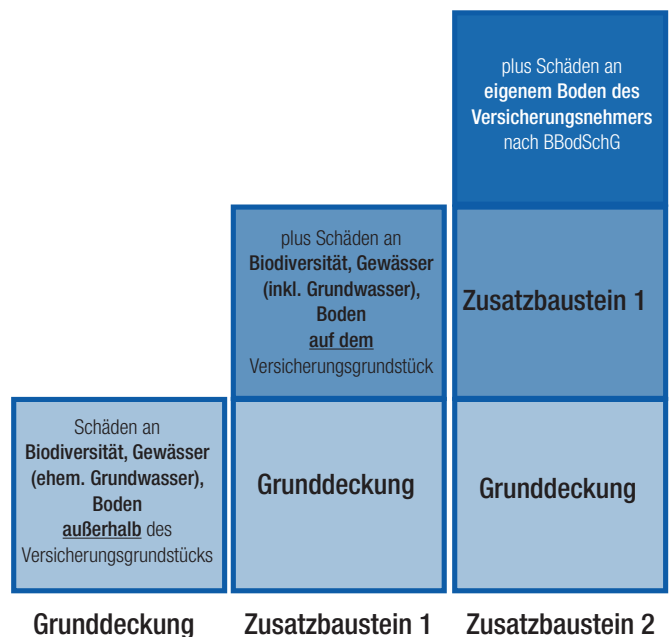 plus Schäden an
eigenem Boden des
Versicherungsnehmers
nach BBodSchG
plus Schäden an
Biodiversität, Gewässer
(inkl. Grundwasser),
Boden
auf dem
Versicherungsgrundstück
Zusatzbaustein 1
Schäden an
Biodiversität, Gewässer
(ehem. Grundwasser),
Boden
außerhalb des
Versicherungsgrundstücks
Grunddeckung
Grunddeckung
Grunddeckung
Zusatzbaustein 1
Zusatzbaustein 2